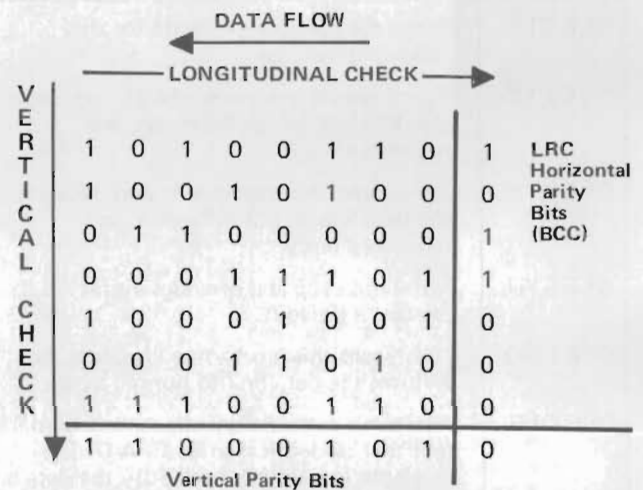 DATA FLOW
LONGITUDINAL CHECK
VERTICAL CHECK
1 0 1 0 0 1 1 0 1
1 0 0 1 0 1 0 0 0
0 1 1 0 0 0 0 0 1
0 0 0 1 1 1 0 1 1
1 0 0 0 1 0 0 1 0
0 0 0 1 1 0 1 0 0
1 1 1 0 0 1 1 0 0
1 1 0 0 0 1 0 1 0
LRC
Horizontal
Parity
Bits
(BCC)
Vertical Parity Bits